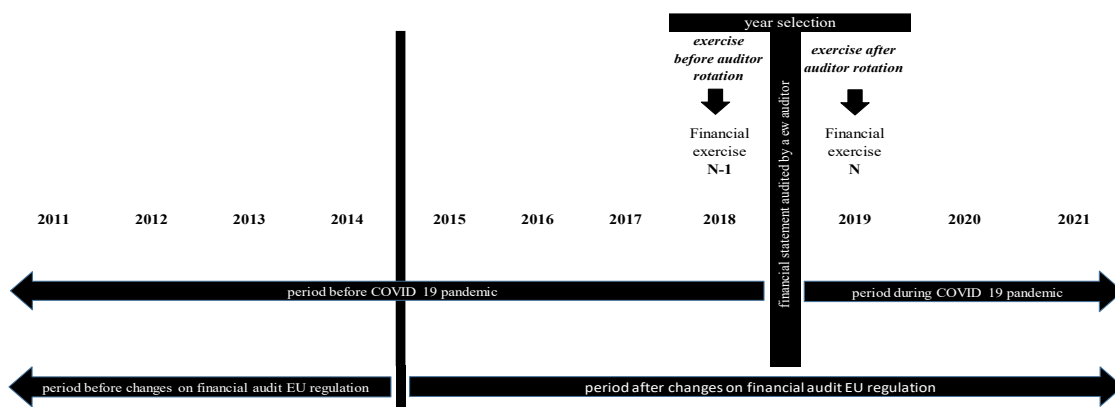 year selection
exercise
before auditor
rotation
exercise after
auditor rotation
Financial
exercise
N-1
Financial
exercise
N
financial statement audited by a ew auditor
2011 2012 2013 2014 2015 2016 2017 2018 2019 2020 2021
period before COVID 19 pandemic
period during COVID 19 pandemic
period before changes on financial audit EU regulation
period after changes on financial audit EU regulation